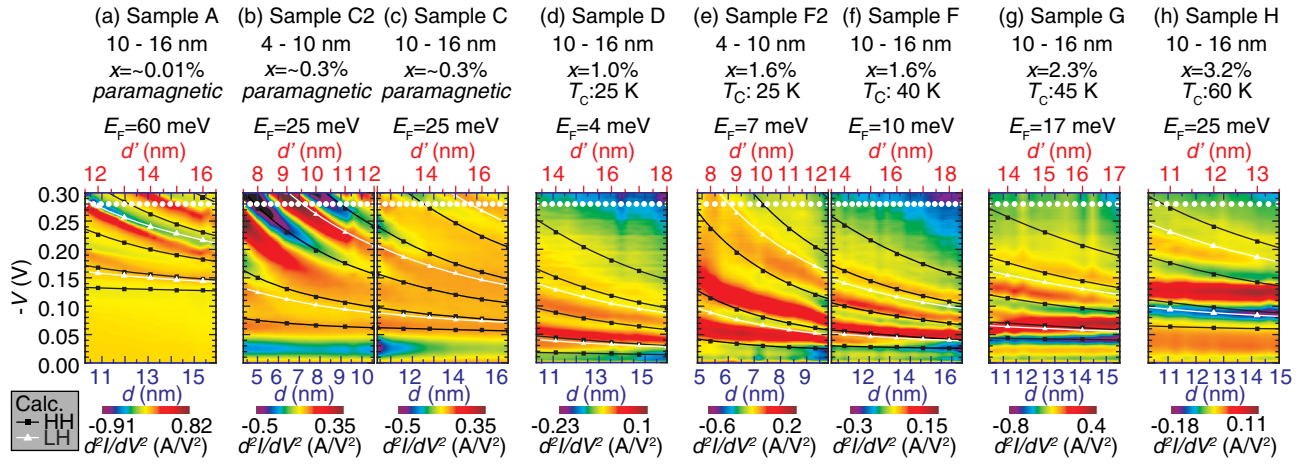 (a) Sample A (b) Sample C2 (c) Sample C (d) Sample D (e) Sample F2 (f) Sample F (g) Sample G (h) Sample H
10 - 16 nm 4 - 10 nm 10 - 16 nm 10 - 16 nm 4 - 10 nm 10 - 16 nm 10 - 16 nm 10 - 16 nm
x=~0.01% x=~0.3% x=~0.3% x=1.0% x=1.6% x=1.6% x=2.3% x=3.2%
paramagnetic paramagnetic paramagnetic TC:25 K TC: 25 K TC: 40 K TC:45 K TC:60 K
EF=60 meV EF=25 meV EF=25 meV EF=4 meV EF=7 meV EF=10 meV EF=17 meV EF=25 meV
d' (nm) d' (nm) d' (nm) d' (nm) d' (nm) d' (nm) d' (nm) d' (nm)
12 14 16 8 9 10 11 12 14 16 14 16 18 8 9 10 11 12 14 16 18 14 15 16 17 11 12 13
0.30
0.25
0.20
0.15
0.10
0.05
0.00
-V (V)
11 13 15 5 6 7 8 9 10 12 14 16 12 14 16 5 6 7 8 9 12 14 16 11 12 13 14 15 11 12 13 14 15
d (nm) d (nm) d (nm) d (nm) d (nm) d (nm) d (nm) d (nm)
Calc.
HH
LH
-0.91 0.82 -0.5 0.35 -0.5 0.35 -0.23 0.1 -0.6 0.2 -0.3 0.15 -0.8 0.4 -0.18 0.11
d²I/dV² (A/V²) d²I/dV² (A/V²) d²I/dV² (A/V²) d²I/dV² (A/V²) d²I/dV² (A/V²) d²I/dV² (A/V²) d²I/dV² (A/V²) d²I/dV² (A/V²)